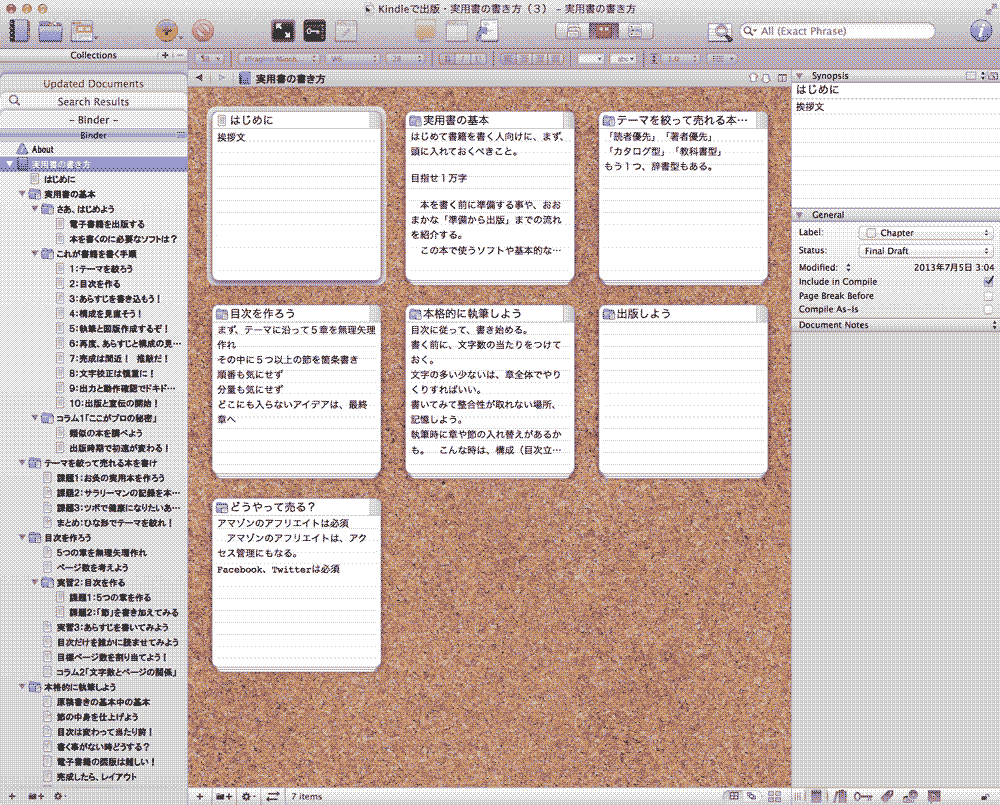 Kindleで出版・実用書の書き方（３） – 実用書の書き方
All (Exact Phrase)
Collections
Hiragino Minch...
W6
28
1.0
Updated Documents
Search Results
~ Binder ~
Binder
About
実用書の書き方
はじめに
実用書の基本
さあ、はじめよう
電子書籍を出版する
本を書くのに必要なソフトは？
これが書籍を書く手順
1：テーマを絞ろう
2：目次を作る
3：あらすじを書き込もう！
4：構成を見直そう！
5：執筆と図版作成するぞ！
6：再度、あらすじと構成の見…
7：完成は間近！　推敲だ！
8：文字校正は慎重に！
9：出力と動作確認でドキド…
10：出版と宣伝の開始！
コラム1「ここがプロの秘密」
類似の本を調べよう
出版時期で初速が変わる！
テーマを絞って売れる本を書け
課題1：お灸の実用本を作ろう
課題2：サラリーマンの記録を本…
課題3：ツボで健康になりたいあ…
まとめ：ひな形でテーマを絞れ！
目次を作ろう
5つの章を無理矢理作れ
ページ数を考えよう
実習2：目次を作る
課題1：5つの章を作る
課題2：「節」を書き加えてみる
実習3：あらすじを書いてみよう
目次だけを誰かに読ませてみよう
目標ページ数を割り当てよう！
コラム2「文字数とページの関係」
本格的に執筆しよう
原稿書きの基本中の基本
節の中身を仕上げよう
目次は変わって当たり前！
書く事がない時どうする？
電子書籍の図版は難しい！
完成したら、レイアウト
実用書の書き方
はじめに
挨拶文
実用書の基本
はじめて書籍を書く人向けに、まず、
頭に入れておくべきこと。
目指せ１万字
　本を書く前に準備する事や、おお
まかな「準備から出版」までの流れ
を紹介する。
　この本で使うソフトや基本的な…
テーマを絞って売れる本…
「読者優先」「著者優先」
「カタログ型」「教科書型」
もう１つ、辞書型もある。
目次を作ろう
まず、テーマに沿って５章を無理矢理
作れ
その中に５つ以上の節を箇条書き
順番も気にせず
分量も気にせず
どこにも入らないアイデアは、最終
章へ
本格的に執筆しよう
目次に従って、書き始める。
書く前に、文字数の当たりをつけて
おく。
文字の多い少ないは、章全体でやり
くりすればいい。
書いてみて整合性が取れない場所、
記憶しよう。
執筆時に章や節の入れ替えがあるか
も。　こんな時は、構成（目次立…
出版しよう
どうやって売る？
アマゾンのアフリエイトは必須
　アマゾンのアフリエイトは、アク
セス管理にもなる。
Facebook、Twitterは必須
7 items
Synopsis
はじめに
挨拶文
General
Label:
Chapter
Status:
Final Draft
Modified:
2013年7月5日 3:04
Include in Compile
Page Break Before
Compile As-Is
Document Notes